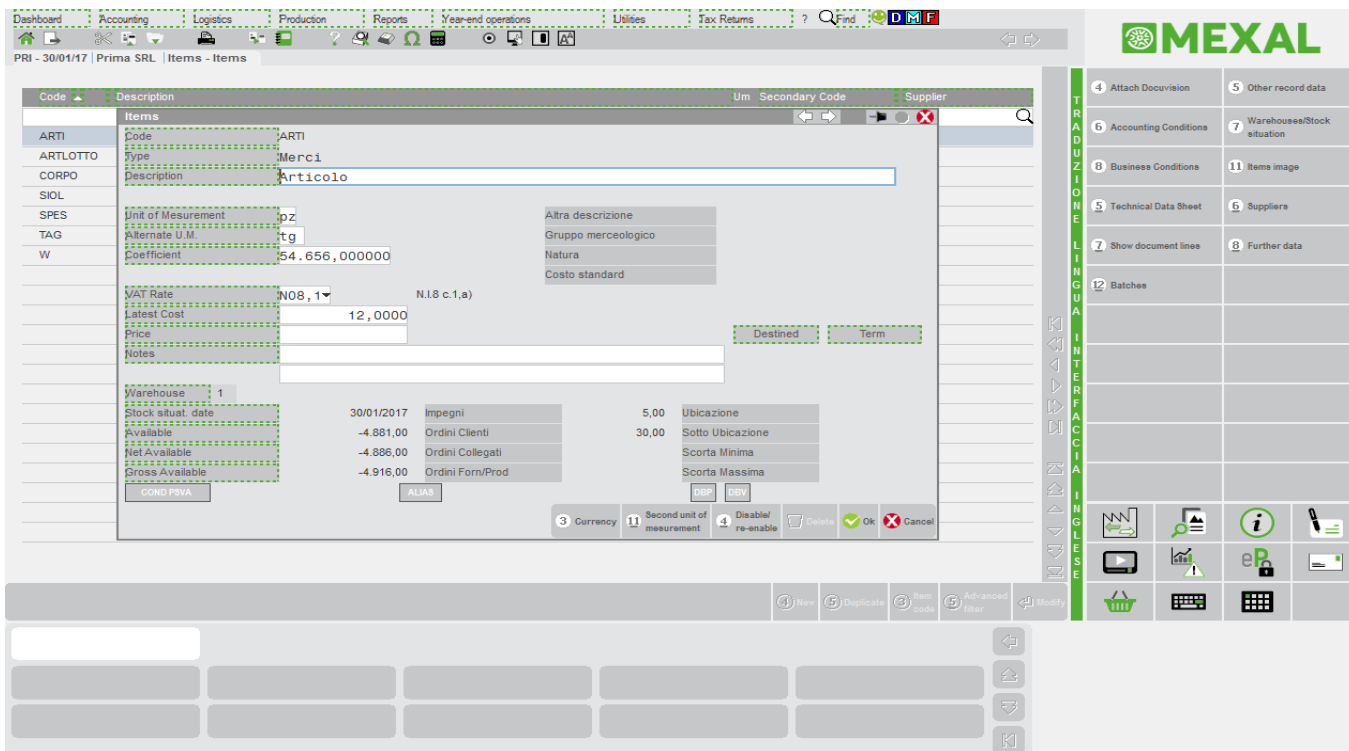 Dashboard Accounting Logistics Production Reports Year-end operations Utilities Tax Returns ? Find D M F
PRI - 30/01/17 | Prima SRL | Items - Items
MEXAL
TRADUZIONE LINGUA INTERFACCIA INGLESE
4 Attach Docuvision 5 Other record data
6 Accounting Conditions 7 Warehouses/Stock situation
8 Business Conditions 11 Items image
5 Technical Data Sheet 6 Suppliers
7 Show document lines 8 Further data
12 Batches
Code Description Um Secondary Code Supplier
ARTI
ARTLOTTO
CORPO
SIOL
SPES
TAG
W
Items
Code ARTI
Type Merci
Description Articolo
Unit of Mesurement pz Altra descrizione
Alternate U.M. tg Gruppo merceologico
Coefficient 54.656,000000 Natura
Costo standard
VAT Rate N08,1 N.I.8 c.1,a)
Latest Cost 12,0000
Price Destined Term
Notes
Warehouse 1
Stock situat. date 30/01/2017 Impegni 5,00 Ubicazione
Available -4.881,00 Ordini Clienti 30,00 Sotto Ubicazione
Net Available -4.886,00 Ordini Collegati Scorta Minima
Gross Available -4.916,00 Ordini Forn/Prod Scorta Massima
COND PSVA ALIAS DBP DBV
3 Currency 11 Second unit of mesurement 4 Disable/ re-enable Delete Ok Cancel
4 New 5 Duplicate 3 Item code 5 Advanced filter Modify